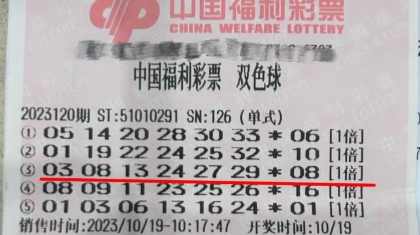 中国福利彩票
CHINA WELFARE LOTTERY
中国福利彩票 双色球
2023120期 ST:51010291 SN:126 (单式)
① 05 14 20 28 30 33 * 06 [1倍]
② 01 19 22 24 25 32 * 10 [1倍]
③ 03 08 13 24 27 29 * 08 [1倍]
④ 08 09 11 23 25 26 * 16 [1倍]
⑤ 01 03 06 13 16 24 * 01 [1倍]
销售时间:2023/10/19-10:17:47 开奖时间:10/19